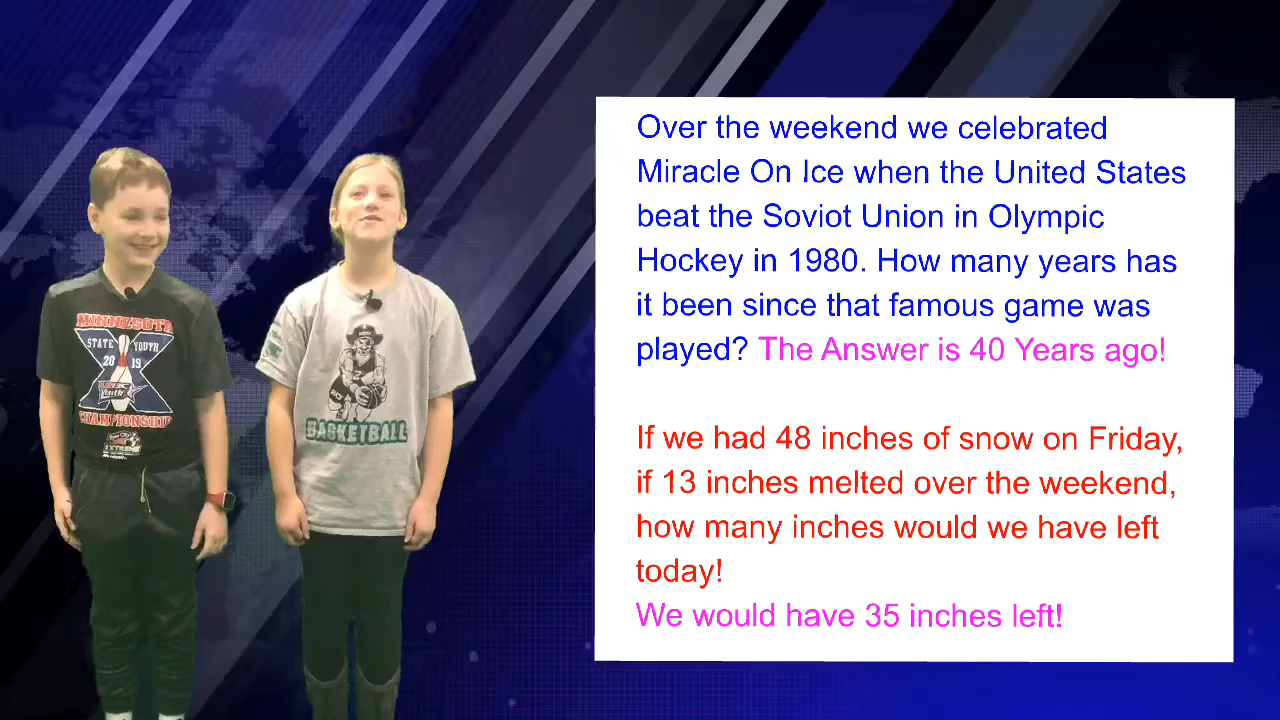 Over the weekend we celebrated
Miracle On Ice when the United States
beat the Soviot Union in Olympic
Hockey in 1980. How many years has
it been since that famous game was
played? The Answer is 40 Years ago!
If we had 48 inches of snow on Friday,
if 13 inches melted over the weekend,
how many inches would we have left
today!
We would have 35 inches left!
MINNESOTA
STATE YOUTH
2019
CHAMPIONSHIP
EXTREME
BASKETBALL